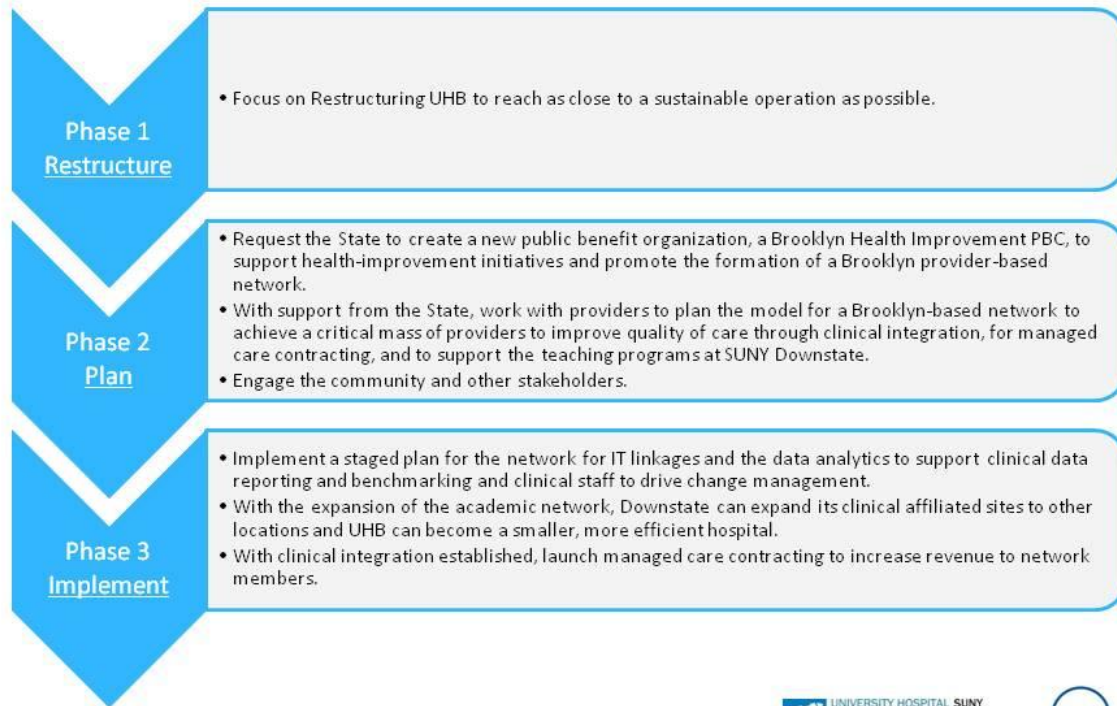 Phase 1
Restructure
• Focus on Restructuring UHB to reach as close to a sustainable operation as possible.
Phase 2
Plan
• Request the State to create a new public benefit organization, a Brooklyn Health Improvement PBC, to
support health-improvement initiatives and promote the formation of a Brooklyn provider-based
network.
• With support from the State, work with providers to plan the model for a Brooklyn-based network to
achieve a critical mass of providers to improve quality of care through clinical integration, for managed
care contracting, and to support the teaching programs at SUNY Downstate.
• Engage the community and other stakeholders.
Phase 3
Implement
• Implement a staged plan for the network for IT linkages and the data analytics to support clinical data
reporting and benchmarking and clinical staff to drive change management.
• With the expansion of the academic network, Downstate can expand its clinical affiliated sites to other
locations and UHB can become a smaller, more efficient hospital.
• With clinical integration established, launch managed care contracting to increase revenue to network
members.
UNIVERSITY HOSPITAL SUNY